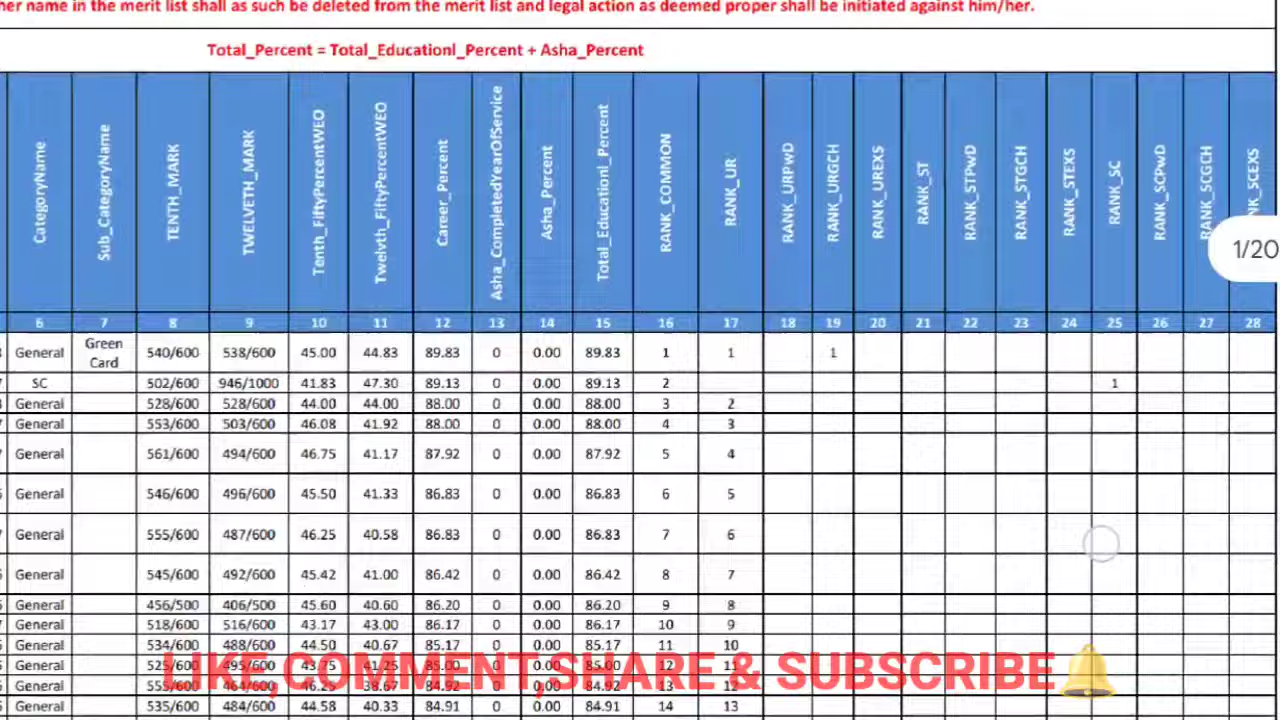 her name in the merit list shall as such be deleted from the merit list and legal action as deemed proper shall be initiated against him/her.
Total_Percent = Total_Educationl_Percent + Asha_Percent
CategoryName Sub_CategoryName TENTH_MARK TWELVETH_MARK Tenth_FiftyPercentWEO Twelvth_FiftyPercentWEO Career_Percent Asha_CompletedYearOfService Asha_Percent Total_Educationl_Percent RANK_COMMON RANK_UR RANK_URPwD RANK_URGCH RANK_UREXS RANK_ST RANK_STPwD RANK_STGCH RANK_STEXS RANK_SC RANK_SCPwD RANK_SCGCH NK_SCEXS
1/20
6 7 8 9 10 11 12 13 14 15 16 17 18 19 20 21 22 23 24 25 26 27 28
General Green Card 540/600 538/600 45.00 44.83 89.83 0 0.00 89.83 1 1 1
SC 502/600 946/1000 41.83 47.30 89.13 0 0.00 89.13 2 1
General 528/600 528/600 44.00 44.00 88.00 0 0.00 88.00 3 2
General 553/600 503/600 46.08 41.92 88.00 0 0.00 88.00 4 3
General 561/600 494/600 46.75 41.17 87.92 0 0.00 87.92 5 4
General 546/600 496/600 45.50 41.33 86.83 0 0.00 86.83 6 5
General 555/600 487/600 46.25 40.58 86.83 0 0.00 86.83 7 6
General 545/600 492/600 45.42 41.00 86.42 0 0.00 86.42 8 7
General 456/500 406/500 45.60 40.60 86.20 0 0.00 86.20 9 8
General 518/600 516/600 43.17 43.00 86.17 0 0.00 86.17 10 9
General 534/600 488/600 44.50 40.67 85.17 0 0.00 85.17 11 10
General 525/600 495/600 43.75 41.25 85.00 0 0.00 85.00 12 11
General 555/600 464/600 46.25 38.67 84.92 0 0.00 84.92 13 12
General 535/600 484/600 44.58 40.33 84.91 0 0.00 84.91 14 13
LIKE,COMMENT,SHARE & SUBSCRIBE